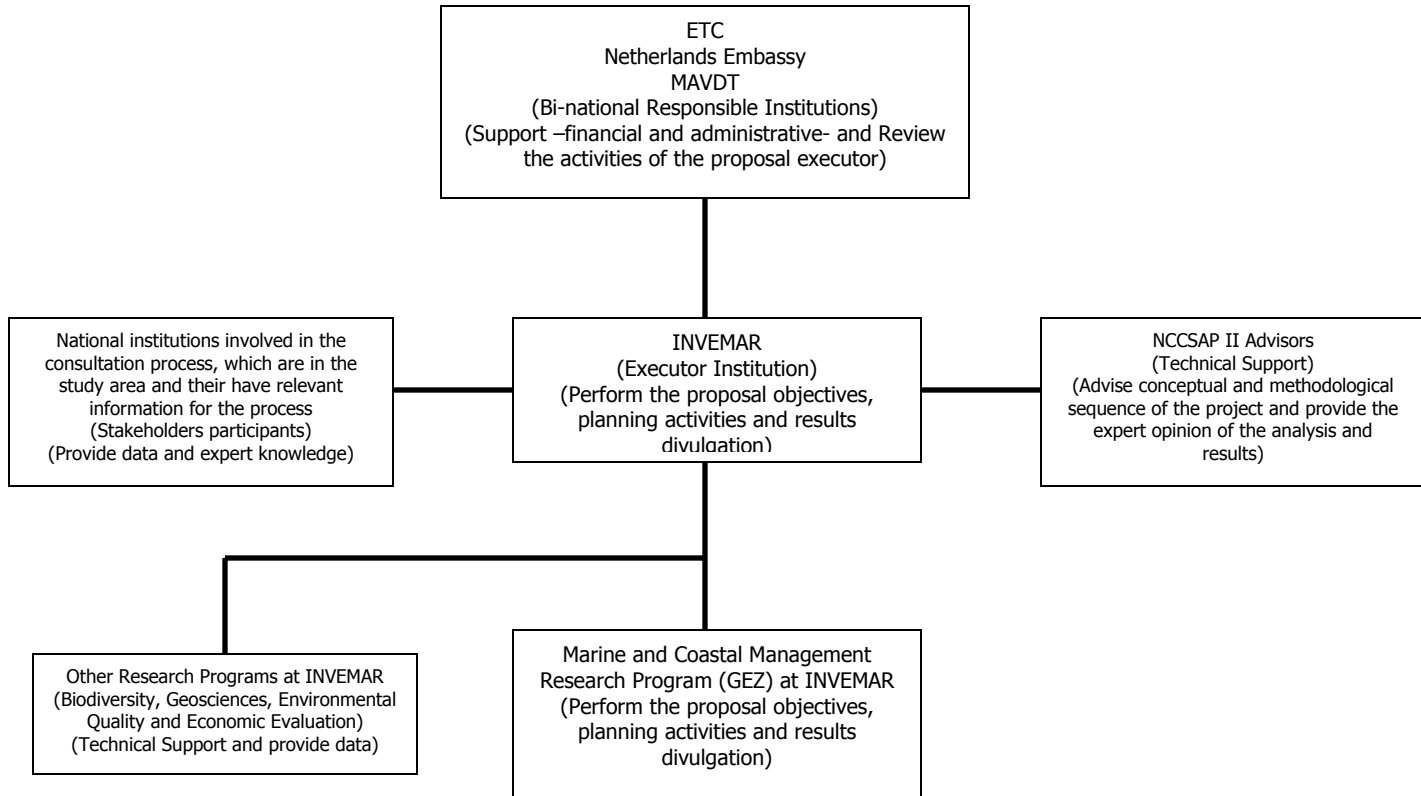 ETC
Netherlands Embassy
MAVDT
(Bi-national Responsible Institutions)
(Support –financial and administrative- and Review
the activities of the proposal executor)
National institutions involved in the
consultation process, which are in the
study area and their have relevant
information for the process
(Stakeholders participants)
(Provide data and expert knowledge)
INVEMAR
(Executor Institution)
(Perform the proposal objectives,
planning activities and results
divulgation)
NCCSAP II Advisors
(Technical Support)
(Advise conceptual and methodological
sequence of the project and provide the
expert opinion of the analysis and
results)
Other Research Programs at INVEMAR
(Biodiversity, Geosciences, Environmental
Quality and Economic Evaluation)
(Technical Support and provide data)
Marine and Coastal Management
Research Program (GEZ) at INVEMAR
(Perform the proposal objectives,
planning activities and results
divulgation)